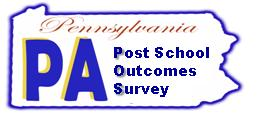 Pennsylvania
PA
Post School
Outcomes
Survey